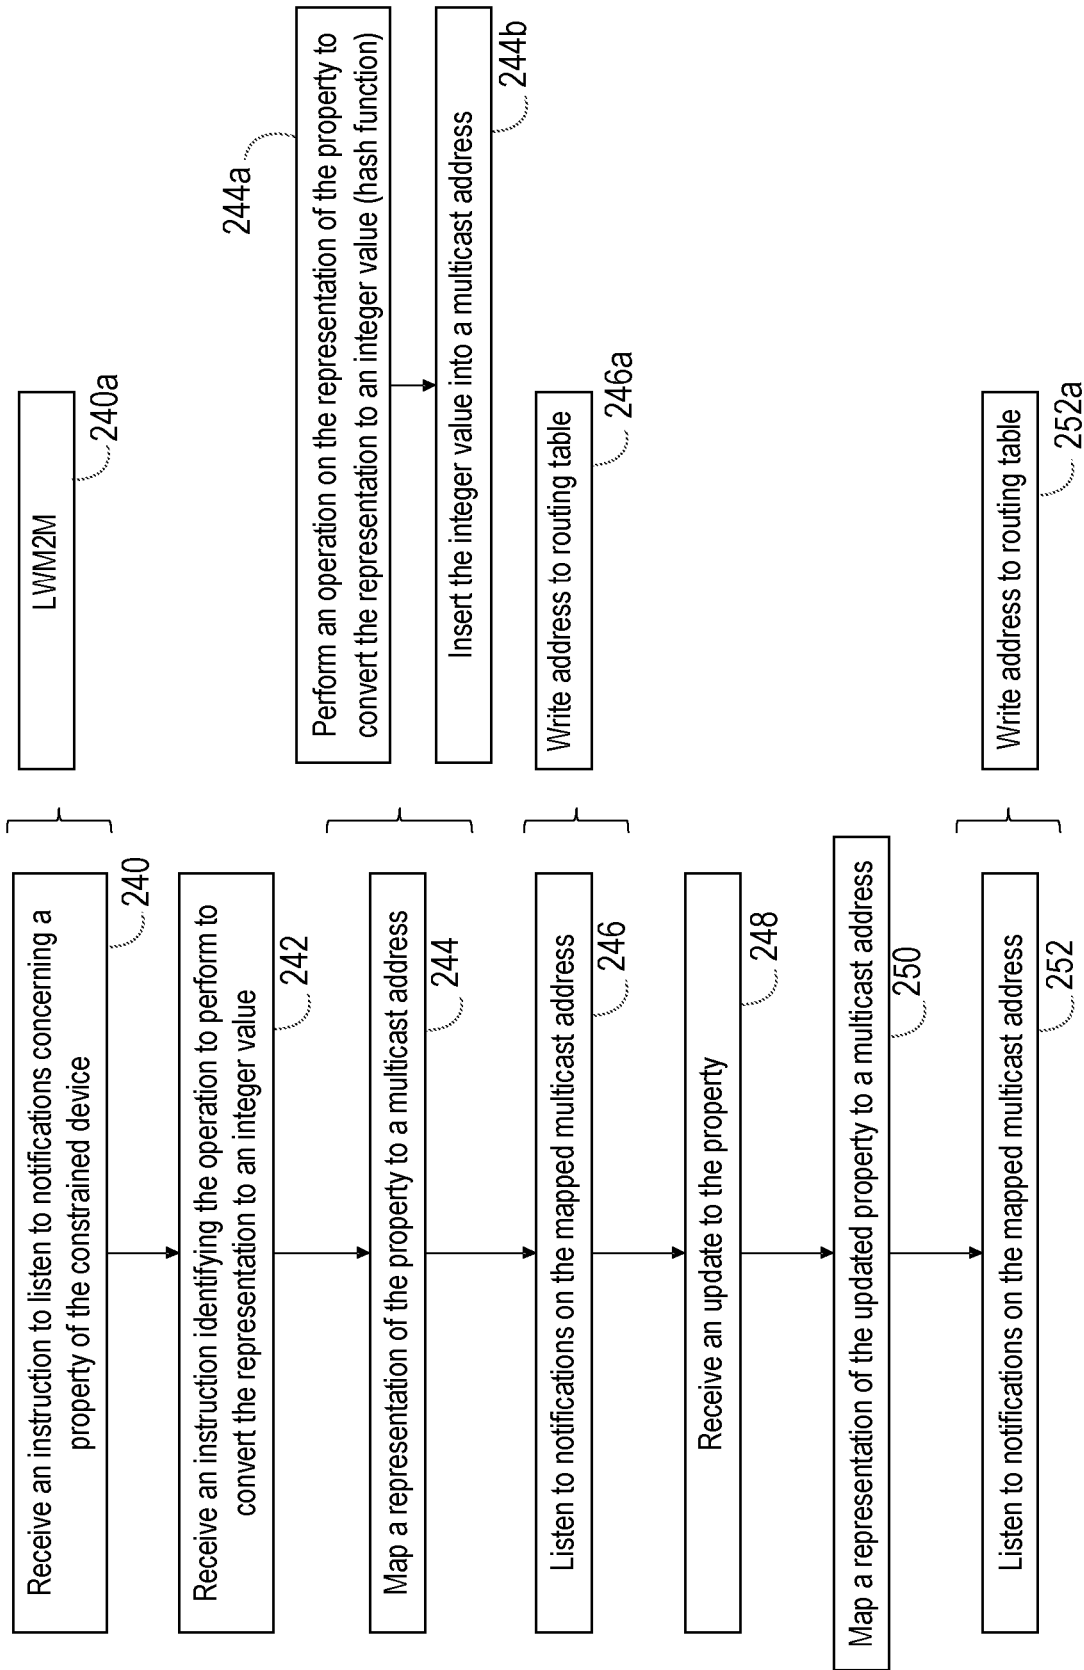 Receive an instruction to listen to notifications concerning a
property of the constrained device
240
LWM2M
240a
Receive an instruction identifying the operation to perform to
convert the representation to an integer value
242
Map a representation of the property to a multicast address
244
Perform an operation on the representation of the property to
convert the representation to an integer value (hash function)
244a
Insert the integer value into a multicast address
244b
Listen to notifications on the mapped multicast address
246
Write address to routing table
246a
Receive an update to the property
248
Map a representation of the updated property to a multicast address
250
Listen to notifications on the mapped multicast address
252
Write address to routing table
252a